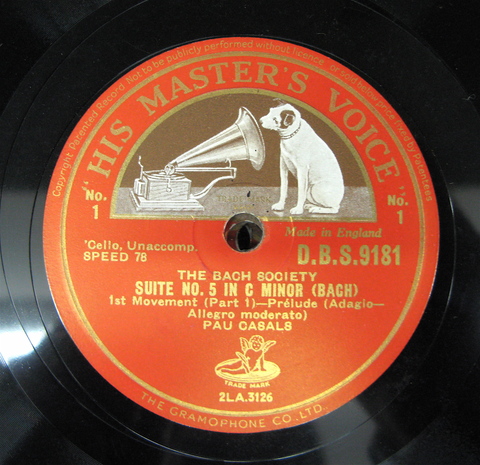 Copyright Patented Record Not to be publicly performed without licence or sold below price fixed by Patentees
"HIS MASTER'S VOICE"
No. 1
No. 1
TRADE MARK
Made in England
'Cello, Unaccomp.
SPEED 78
D.B.S.9181
THE BACH SOCIETY
SUITE NO. 5 IN C MINOR (BACH)
1st Movement (Part 1)—Prélude (Adagio—
Allegro moderato)
PAU CASALS
TRADE MARK
2LA.3126
THE GRAMOPHONE CO., LTD.